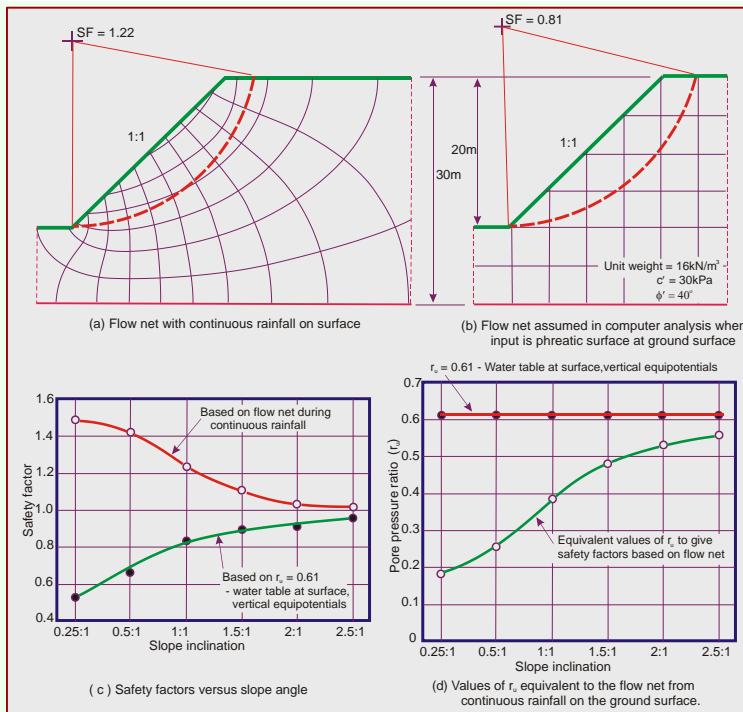 SF = 1.22
1:1
(a) Flow net with continuous rainfall on surface
SF = 0.81
1:1
20m
30m
Unit weight = 16kN/m³
c' = 30kPa
ϕ' = 40°
(b) Flow net assumed in computer analysis when
input is phreatic surface at ground surface
Safety factor
1.6
1.4
1.2
1.0
0.8
0.6
0.4
Based on flow net during
continuous rainfall
Based on rᵤ = 0.61
- water table at surface,
vertical equipotentials
0.25:1 0.5:1 1:1 1.5:1 2:1 2.5:1
Slope inclination
( c ) Safety factors versus slope angle
rᵤ = 0.61 - Water table at surface,vertical equipotentials
Pore pressure ratio (rᵤ)
0.7
0.6
0.5
0.4
0.3
0.2
0.1
0
Equivalent values of rᵤ to give
safety factors based on flow net
0.25:1 0.5:1 1:1 1.5:1 2:1 2.5:1
Slope inclination
(d) Values of rᵤ equivalent to the flow net from
continuous rainfall on the ground surface.